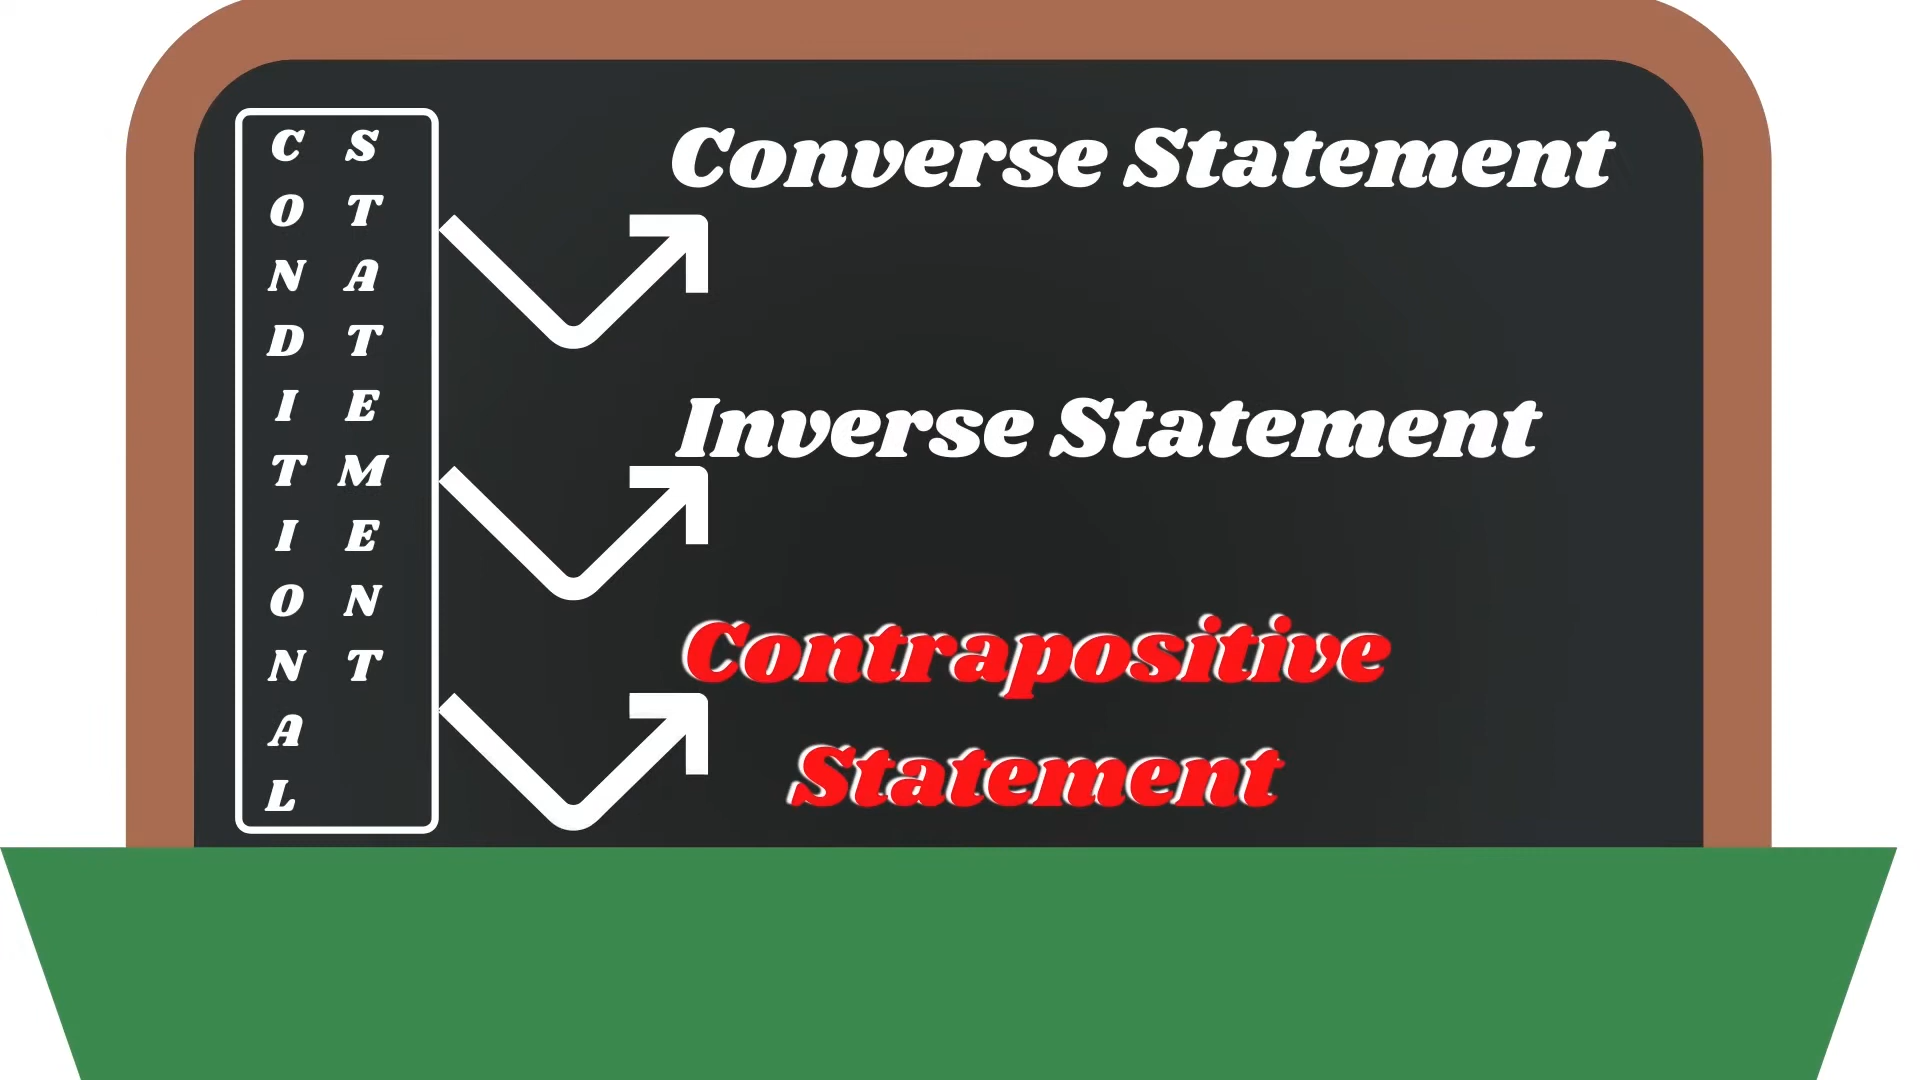 CONDITIONAL
STATEMENT
Converse Statement
Inverse Statement
Contrapositive
Statement